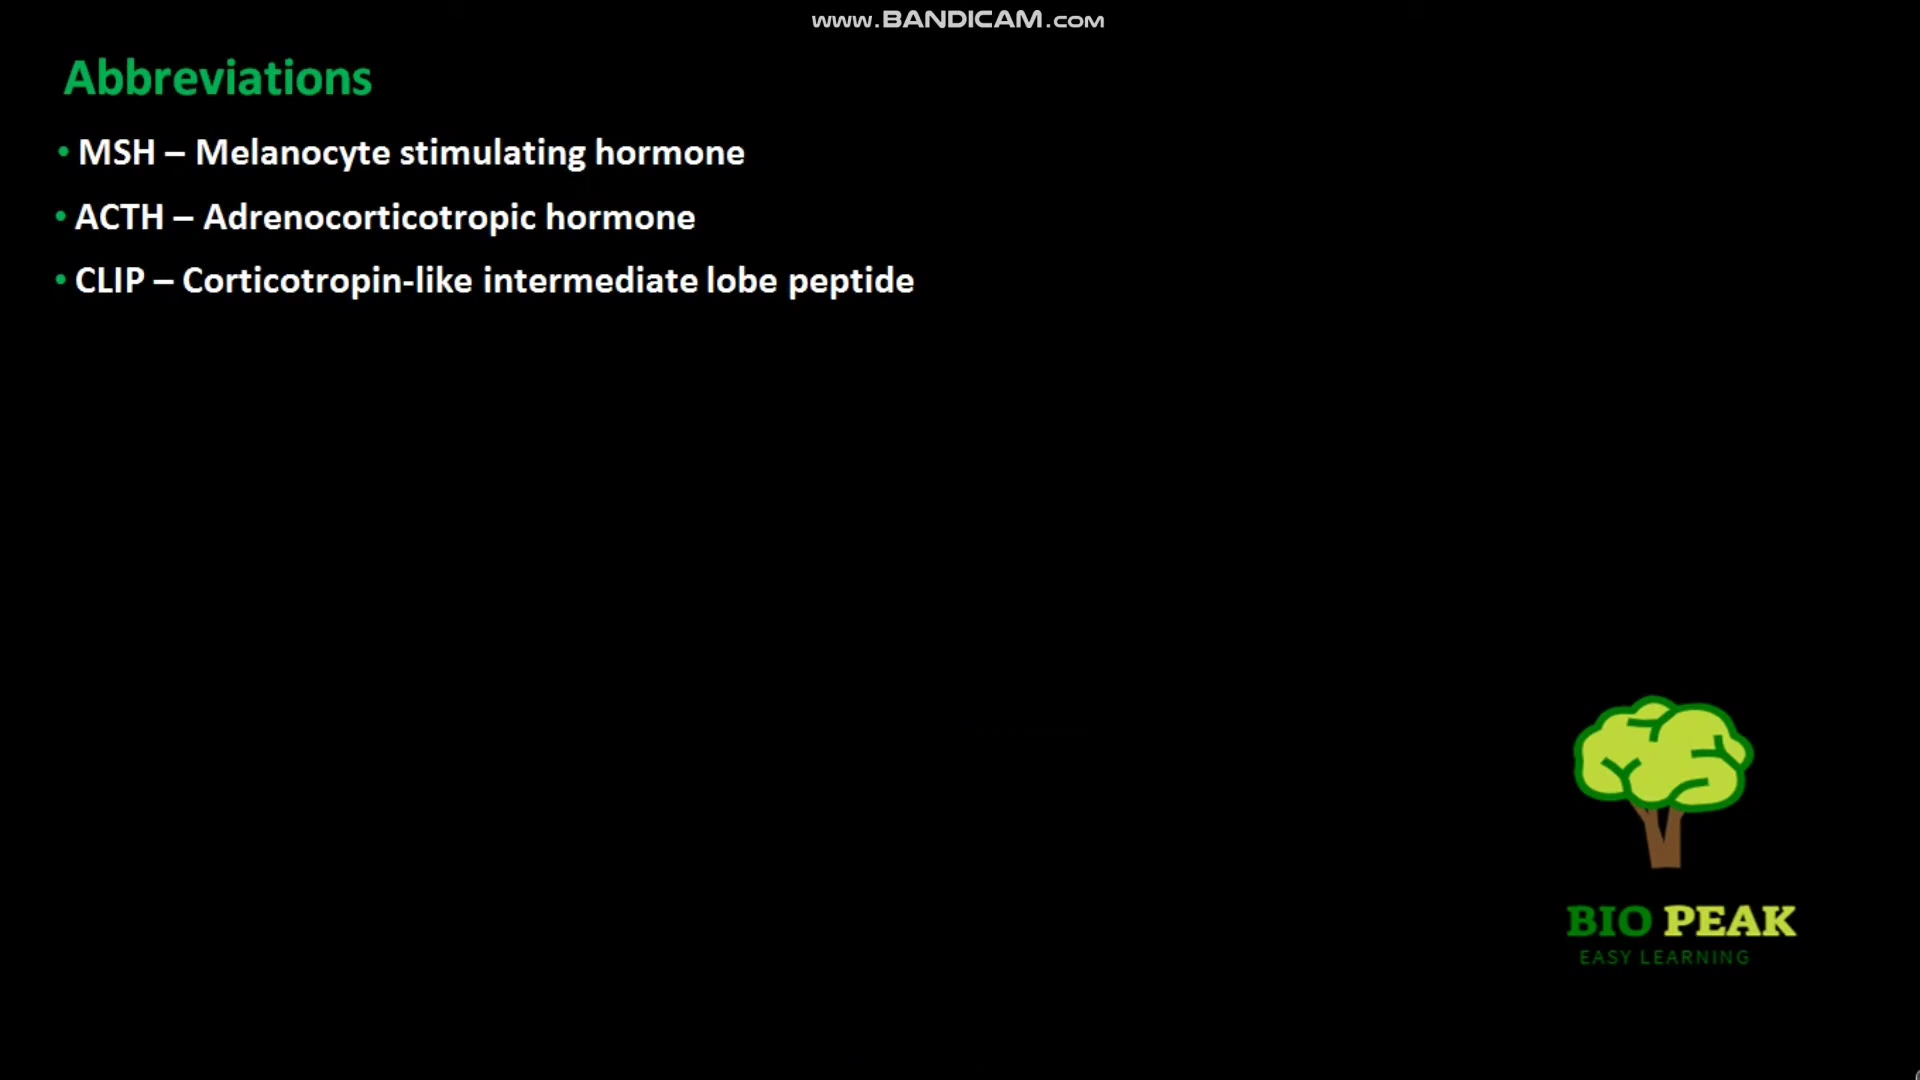 www.BANDICAM.com
Abbreviations
• MSH – Melanocyte stimulating hormone
• ACTH – Adrenocorticotropic hormone
• CLIP – Corticotropin-like intermediate lobe peptide
BIO PEAK
EASY LEARNING